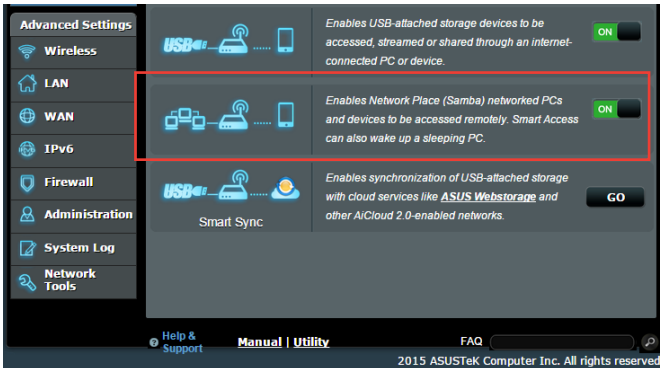 Advanced Settings
Wireless
LAN
WAN
IPv6
Firewall
Administration
System Log
Network
Tools
USB
Enables USB-attached storage devices to be
accessed, streamed or shared through an internet-
connected PC or device.
ON
Enables Network Place (Samba) networked PCs
and devices to be accessed remotely. Smart Access
can also wake up a sleeping PC.
ON
USB
Smart Sync
Enables synchronization of USB-attached storage
with cloud services like ASUS Webstorage and
other AiCloud 2.0-enabled networks.
GO
Help &
Support
Manual | Utility
FAQ
2015 ASUSTeK Computer Inc. All rights reserved